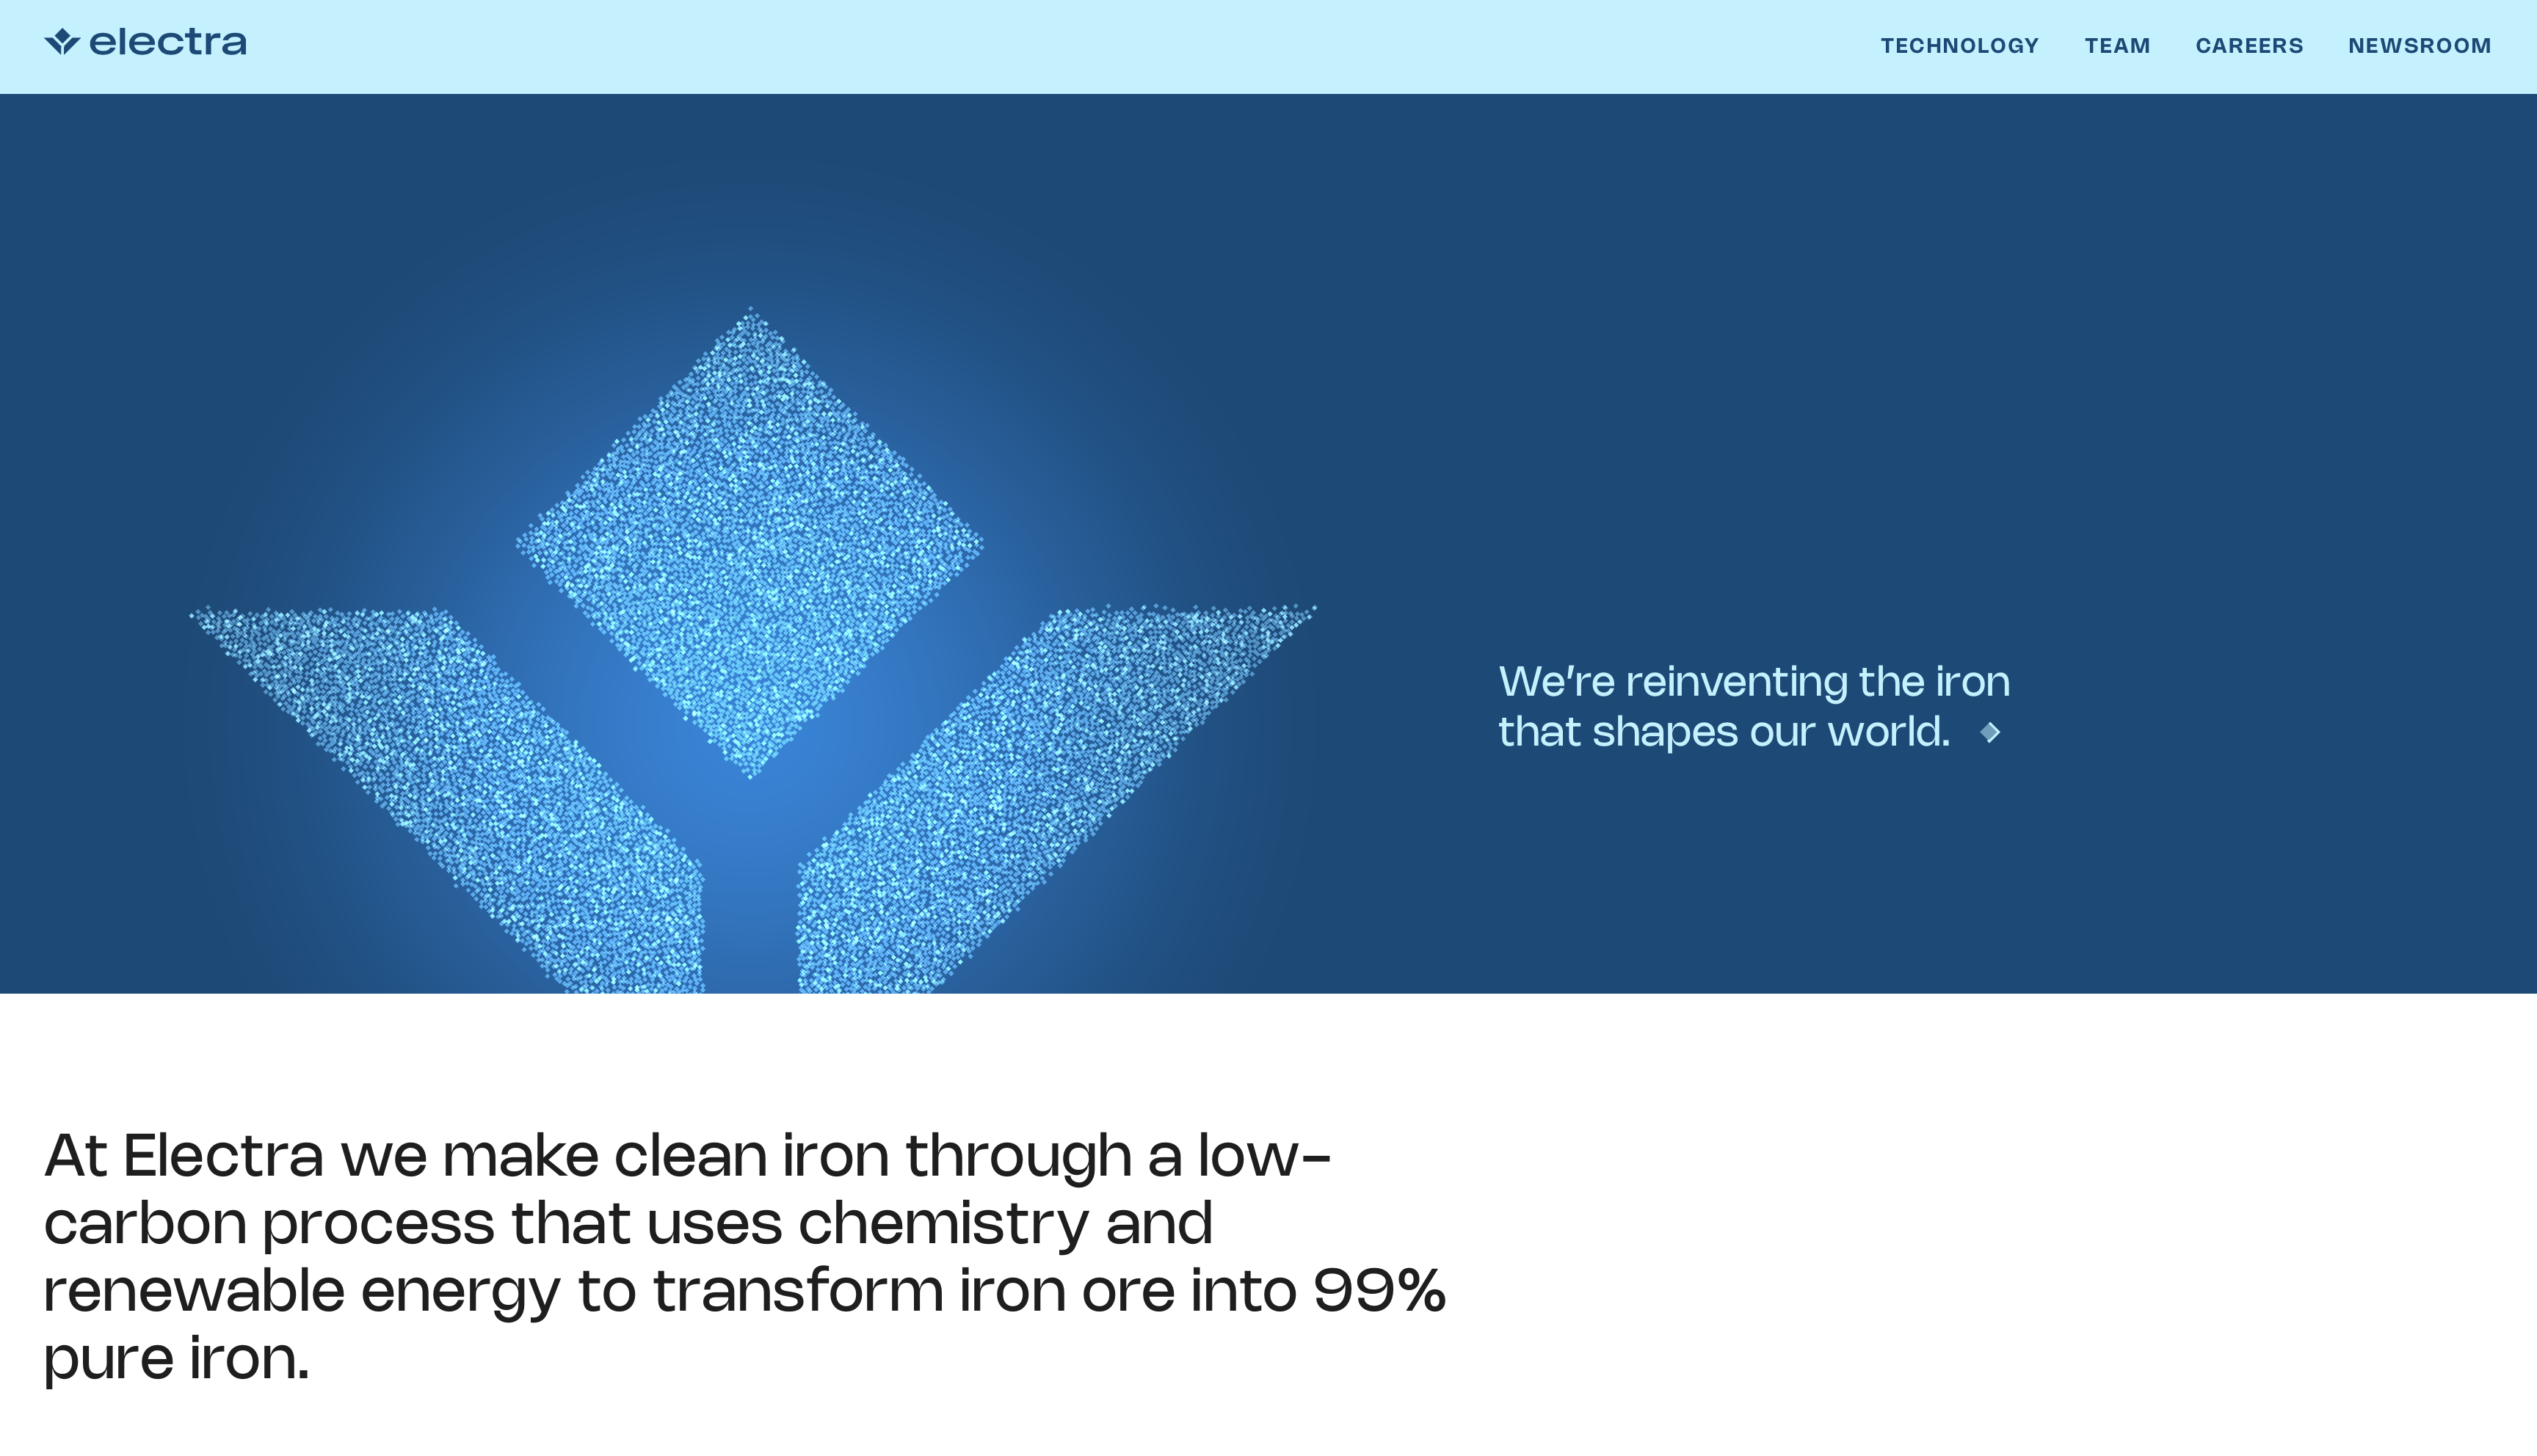 electra
TECHNOLOGY TEAM CAREERS NEWSROOM
We’re reinventing the iron
that shapes our world.
At Electra we make clean iron through a low-
carbon process that uses chemistry and
renewable energy to transform iron ore into 99%
pure iron.